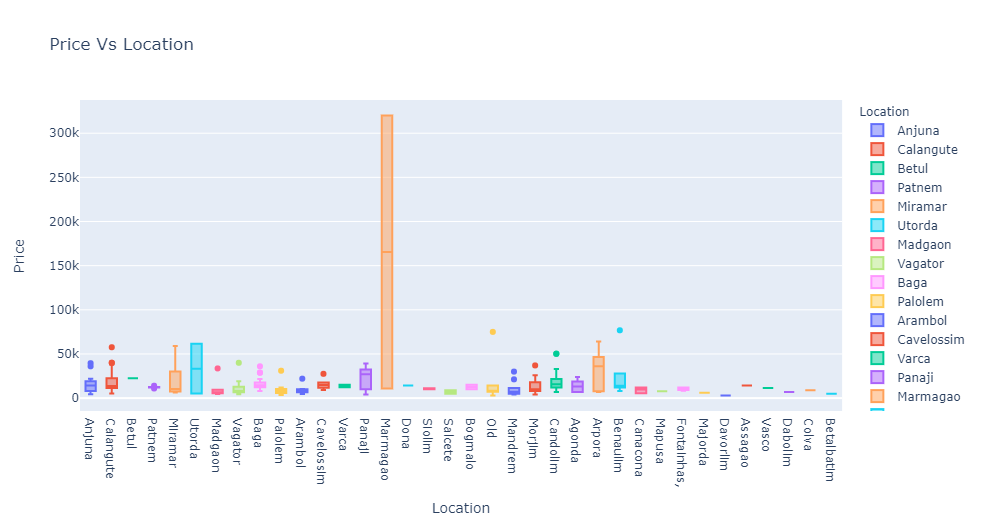 Price Vs Location
Price
300k
250k
200k
150k
100k
50k
0
Anjuna
Calangute
Betul
Patnem
Miramar
Utorda
Madgaon
Vagator
Baga
Palolem
Arambol
Cavelossim
Varca
Panaji
Marmagao
Dona
Siolim
Salcete
Bogmalo
Old
Mandrem
Morjim
Candolim
Agonda
Arpora
Benaulim
Canacona
Mapusa
Fontainhas,
Majorda
Davorlim
Assagao
Vasco
Dabolim
Colva
Betalbatim
Location
Location
Anjuna
Calangute
Betul
Patnem
Miramar
Utorda
Madgaon
Vagator
Baga
Palolem
Arambol
Cavelossim
Varca
Panaji
Marmagao